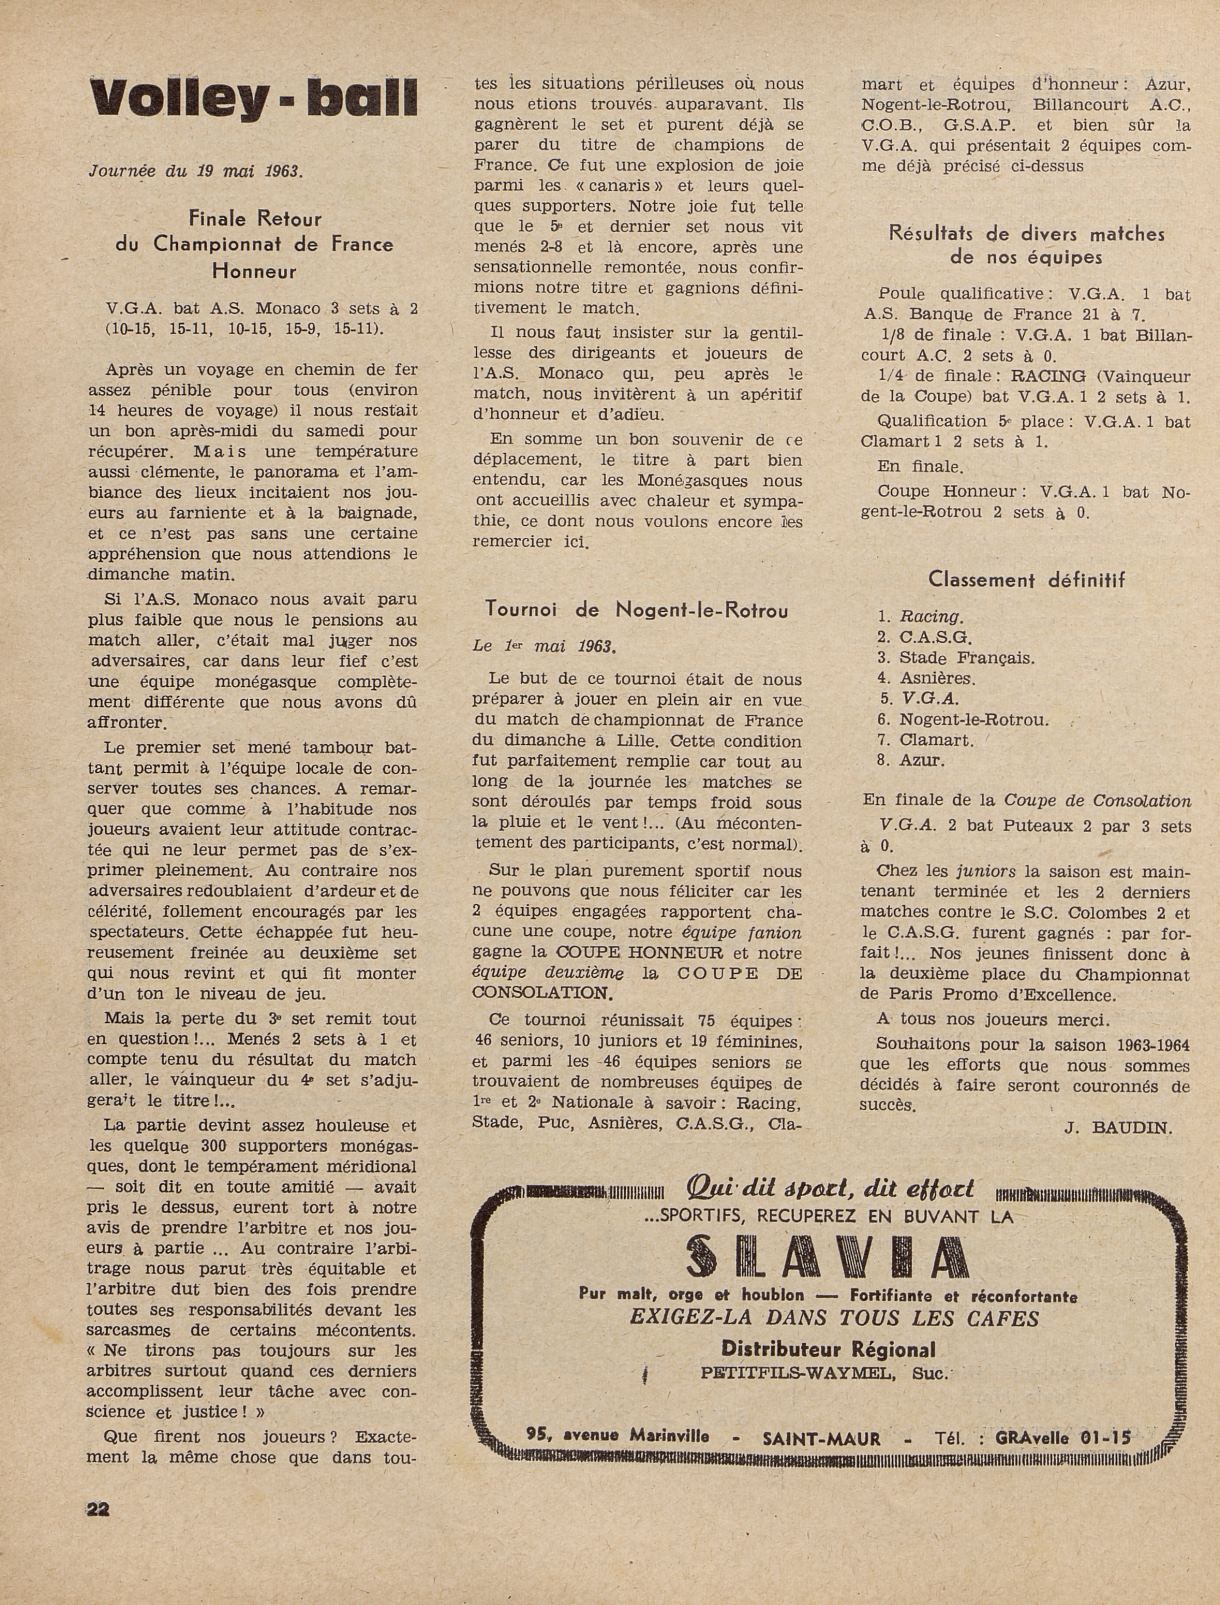 Volley-ball
Journée du 19 mai 1963.
Finale Retour
du Championnat de France
Honneur
V.G.A. bat A.S. Monaco 3 sets à 2
(10-15, 15-11, 10-15, 15-9, 15-11).
Après un voyage en chemin de fer
assez pénible pour tous (environ
14 heures de voyage) il nous restait
un bon après-midi du samedi pour
récupérer. Mais une température
aussi clémente, le panorama et l'am-
biance des lieux incitaient nos jou-
eurs au farniente et à la baignade,
et ce n'est pas sans une certaine
appréhension que nous attendions le
dimanche matin.
Si l'A.S. Monaco nous avait paru
plus faible que nous le pensions au
match aller, c'était mal juger nos
adversaires, car dans leur fief c'est
une équipe monégasque complète-
ment différente que nous avons dû
affronter.
Le premier set mené tambour bat-
tant permit à l'équipe locale de con-
server toutes ses chances. A remar-
quer que comme à l'habitude nos
joueurs avaient leur attitude contrac-
tée qui ne leur permet pas de s'ex-
primer pleinement. Au contraire nos
adversaires redoublaient d'ardeur et de
célérité, follement encouragés par les
spectateurs. Cette échappée fut heu-
reusement freinée au deuxième set
qui nous revint et qui fit monter
d'un ton le niveau de jeu.
Mais la perte du 3e set remit tout
en question !... Menés 2 sets à 1 et
compte tenu du résultat du match
aller, le vainqueur du 4e set s'adju-
gerait le titre !...
La partie devint assez houleuse et
les quelque 300 supporters monégas-
ques, dont le tempérament méridional
— soit dit en toute amitié — avait
pris le dessus, eurent tort à notre
avis de prendre l'arbitre et nos jou-
eurs à partie ... Au contraire l'arbi-
trage nous parut très équitable et
l'arbitre dut bien des fois prendre
toutes ses responsabilités devant les
sarcasmes de certains mécontents.
« Ne tirons pas toujours sur les
arbitres surtout quand ces derniers
accomplissent leur tâche avec con-
science et justice ! »
Que firent nos joueurs ? Exacte-
ment la même chose que dans tou-
tes les situations périlleuses où nous
nous etions trouvés auparavant. Ils
gagnèrent le set et purent déjà se
parer du titre de champions de
France. Ce fut une explosion de joie
parmi les « canaris » et leurs quel-
ques supporters. Notre joie fut telle
que le 5e et dernier set nous vit
menés 2-8 et là encore, après une
sensationnelle remontée, nous confir-
mions notre titre et gagnions défini-
tivement le match.
Il nous faut insister sur la gentil-
lesse des dirigeants et joueurs de
l'A.S. Monaco qui, peu après le
match, nous invitèrent à un apéritif
d'honneur et d'adieu.
En somme un bon souvenir de ce
déplacement, le titre à part bien
entendu, car les Monégasques nous
ont accueillis avec chaleur et sympa-
thie, ce dont nous voulons encore les
remercier ici.
Tournoi de Nogent-le-Rotrou
Le 1er mai 1963.
Le but de ce tournoi était de nous
préparer à jouer en plein air en vue
du match de championnat de France
du dimanche à Lille. Cette condition
fut parfaitement remplie car tout au
long de la journée les matches se
sont déroulés par temps froid sous
la pluie et le vent !... (Au méconten-
tement des participants, c'est normal).
Sur le plan purement sportif nous
ne pouvons que nous féliciter car les
2 équipes engagées rapportent cha-
cune une coupe, notre équipe fanion
gagne la COUPE HONNEUR et notre
équipe deuxième la COUPE DE
CONSOLATION.
Ce tournoi réunissait 75 équipes :
46 seniors, 10 juniors et 19 féminines,
et parmi les 46 équipes seniors se
trouvaient de nombreuses équipes de
1re et 2e Nationale à savoir : Racing,
Stade, Puc, Asnières, C.A.S.G., Cla-
mart et équipes d'honneur : Azur,
Nogent-le-Rotrou, Billancourt A.C.,
C.O.B., G.S.A.P. et bien sûr la
V.G.A. qui présentait 2 équipes com-
me déjà précisé ci-dessus
Résultats de divers matches
de nos équipes
Poule qualificative : V.G.A. 1 bat
A.S. Banque de France 21 à 7.
1/8 de finale : V.G.A. 1 bat Billan-
court A.C. 2 sets à 0.
1/4 de finale : RACING (Vainqueur
de la Coupe) bat V.G.A. 1 2 sets à 1.
Qualification 5e place : V.G.A. 1 bat
Clamart 1 2 sets à 1.
En finale.
Coupe Honneur : V.G.A. 1 bat No-
gent-le-Rotrou 2 sets à 0.
Classement définitif
1. Racing.
2. C.A.S.G.
3. Stade Français.
4. Asnières.
5. V.G.A.
6. Nogent-le-Rotrou.
7. Clamart.
8. Azur.
En finale de la Coupe de Consolation
V.G.A. 2 bat Puteaux 2 par 3 sets
à 0.
Chez les juniors la saison est main-
tenant terminée et les 2 derniers
matches contre le S.C. Colombes 2 et
le C.A.S.G. furent gagnés : par for-
fait !... Nos jeunes finissent donc à
la deuxième place du Championnat
de Paris Promo d'Excellence.
A tous nos joueurs merci.
Souhaitons pour la saison 1963-1964
que les efforts que nous sommes
décidés à faire seront couronnés de
succès.
J. BAUDIN.
Qui dit sport, dit effort
...SPORTIFS, RECUPEREZ EN BUVANT LA
SLAVIA
Pur malt, orge et houblon — Fortifiante et réconfortante
EXIGEZ-LA DANS TOUS LES CAFES
Distributeur Régional
PETITFILS-WAYMEL, Suc.
95, avenue Marinville - SAINT-MAUR - Tél. : GRAvelle 01-15
22